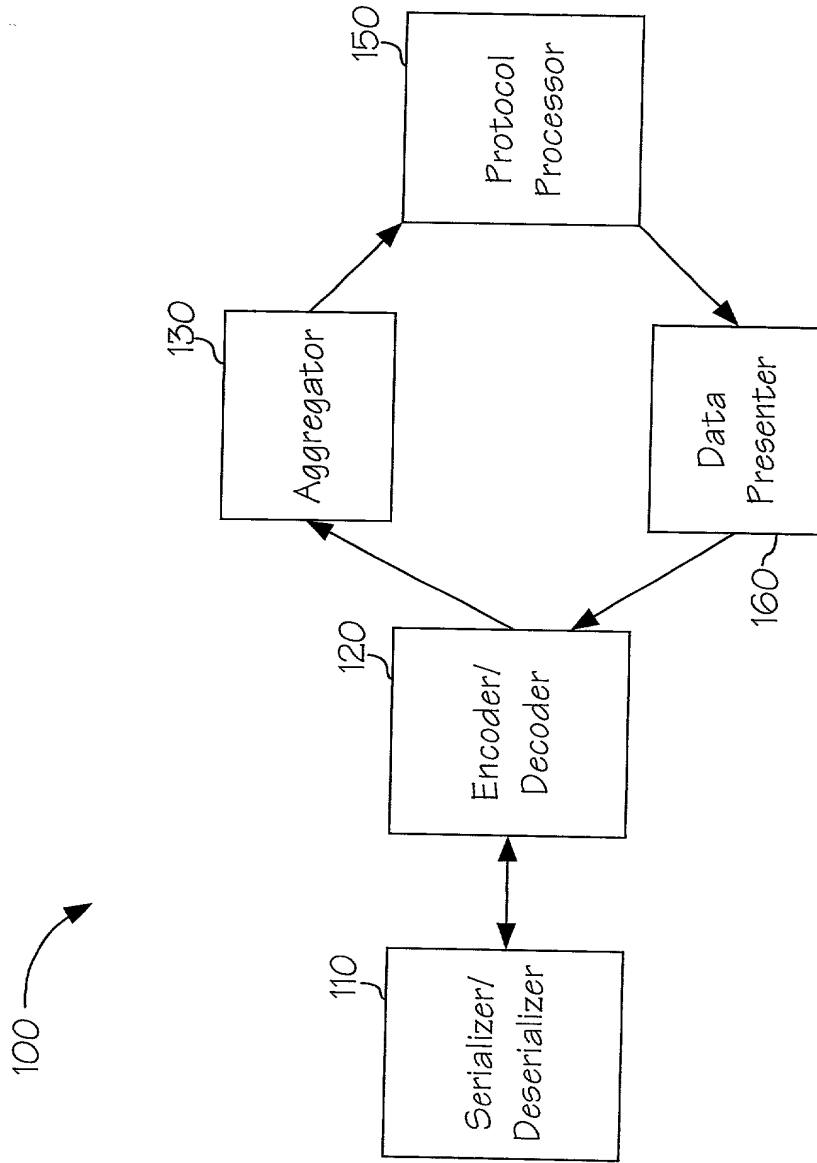 100
110
Serializer/
Deserializer
120
Encoder/
Decoder
130
Aggregator
150
Protocol
Processor
160
Data
Presenter